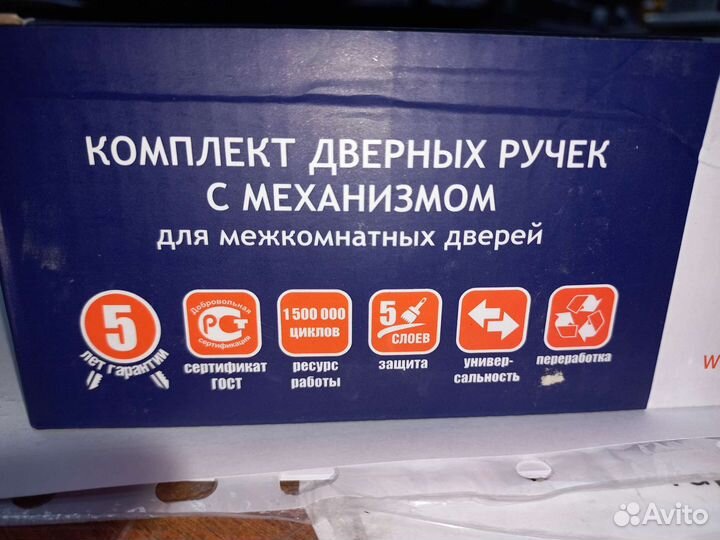 КОМПЛЕКТ ДВЕРНЫХ РУЧЕК
С МЕХАНИЗМОМ
для межкомнатных дверей
5
лет гарантии
Добровольная
РСТ
сертификация
сертификат
ГОСТ
1 500 000
ЦИКЛОВ
ресурс
работы
5
СЛОЕВ
защита
универ-
сальность
переработка
w
Avito